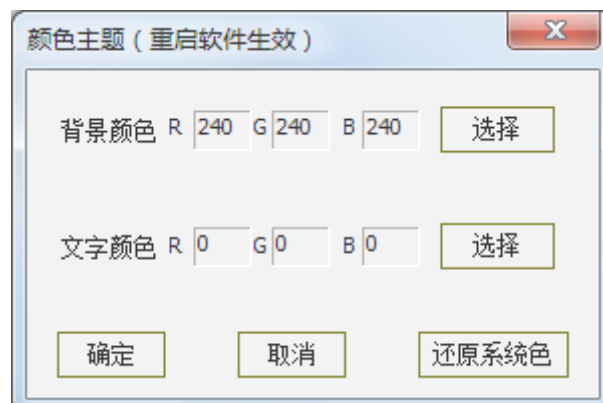 颜色主题（重启软件生效）
背景颜色 R 240 G 240 B 240 选择
文字颜色 R 0 G 0 B 0 选择
确定 取消 还原系统色